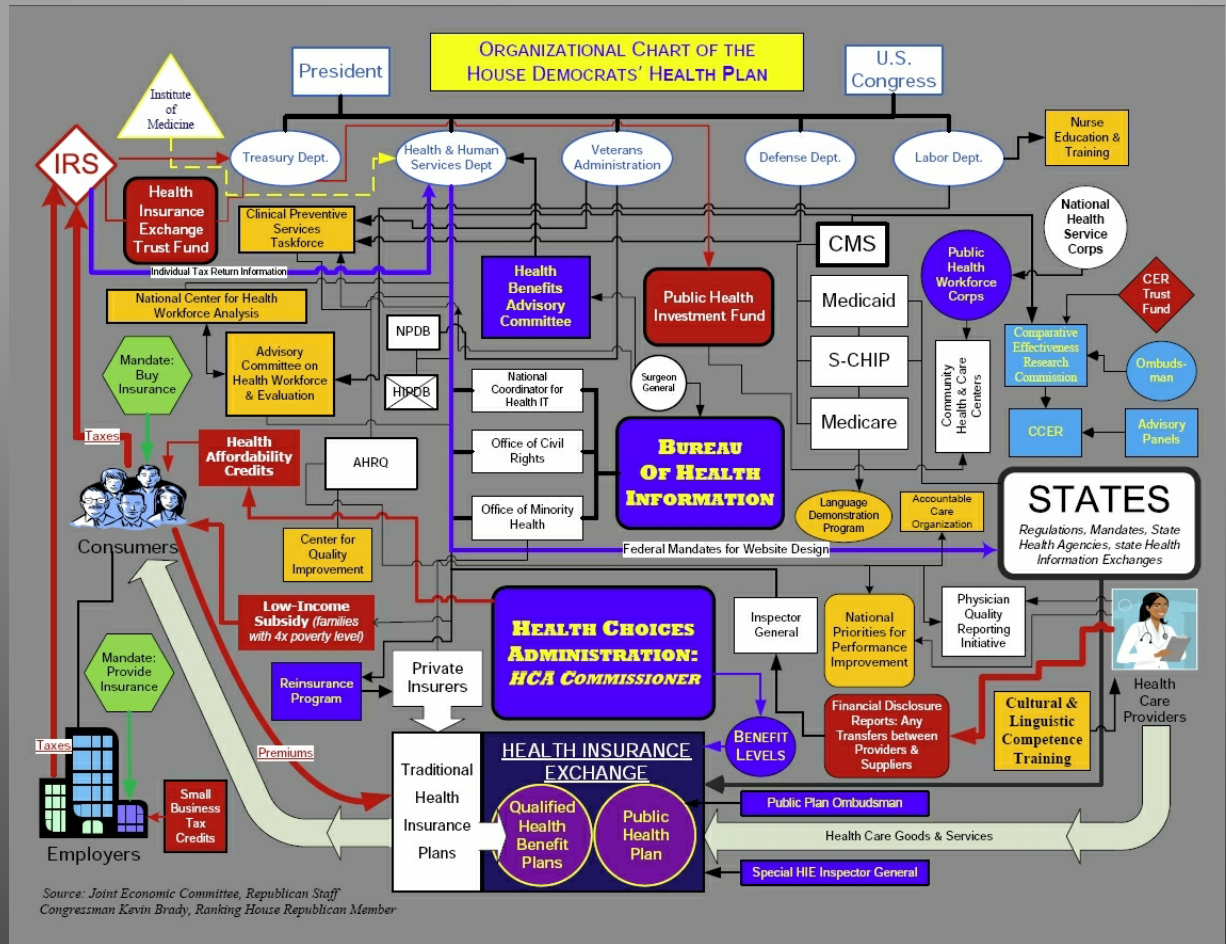 ORGANIZATIONAL CHART OF THE
HOUSE DEMOCRATS' HEALTH PLAN
President
U.S.
Congress
Institute
of
Medicine
IRS
Treasury Dept.
Health & Human
Services Dept
Veterans
Administration
Defense Dept.
Labor Dept.
Nurse
Education &
Training
Health
Insurance
Exchange
Trust Fund
Clinical Preventive
Services
Taskforce
National
Health
Service
Corps
CMS
Public
Health
Workforce
Corps
Individual Tax Return Information
Health
Benefits
Advisory
Committee
Public Health
Investment Fund
Medicaid
CER
Trust
Fund
National Center for Health
Workforce Analysis
NPDB
Comparative
Effectiveness
Research
Commission
Mandate:
Buy
Insurance
Advisory
Committee on
Health Workforce
& Evaluation
S-CHIP
Ombuds-
man
HIPDB
National
Coordinator for
Health IT
Surgeon
General
Community
Health & Care
Centers
Medicare
CCER
Advisory
Panels
Taxes
Health
Affordability
Credits
AHRQ
Office of Civil
Rights
BUREAU
OF HEALTH
INFORMATION
STATES
Regulations, Mandates, State
Health Agencies, state Health
Information Exchanges
Language
Demonstration
Program
Accountable
Care
Organization
Office of Minority
Health
Consumers
Center for
Quality
Improvement
Federal Mandates for Website Design
Low-Income
Subsidy (families
with 4x poverty level)
HEALTH CHOICES
ADMINISTRATION:
HCA COMMISSIONER
Inspector
General
National
Priorities for
Performance
Improvement
Physician
Quality
Reporting
Initiative
Mandate:
Provide
Insurance
Reinsurance
Program
Private
Insurers
Health
Care
Providers
Financial Disclosure
Reports: Any
Transfers between
Providers &
Suppliers
Cultural &
Linguistic
Competence
Training
Taxes
Premiums
BENEFIT
LEVELS
Traditional
Health
Insurance
Plans
HEALTH INSURANCE
EXCHANGE
Qualified
Health
Benefit
Plans
Public
Health
Plan
Small
Business
Tax
Credits
Public Plan Ombudsman
Health Care Goods & Services
Employers
Special HIE Inspector General
Source: Joint Economic Committee, Republican Staff
Congressman Kevin Brady, Ranking House Republican Member